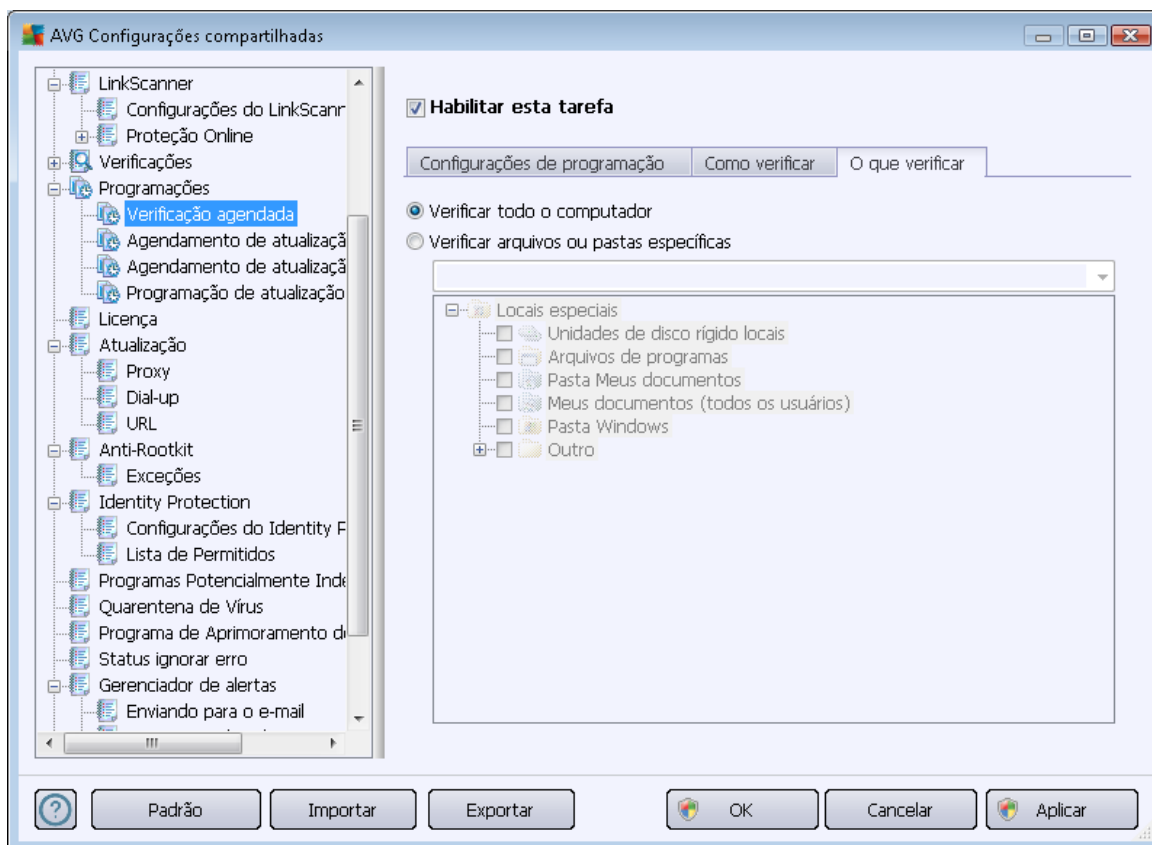 AVG Configurações compartilhadas
LinkScanner
Configurações do LinkScanr
Proteção Online
Verificações
Programações
Verificação agendada
Agendamento de atualizaçã
Agendamento de atualizaçã
Programação de atualização
Licença
Atualização
Proxy
Dial-up
URL
Anti-Rootkit
Exceções
Identity Protection
Configurações do Identity P
Lista de Permitidos
Programas Potencialmente Inde
Quarentena de Vírus
Programa de Aprimoramento d
Status ignorar erro
Gerenciador de alertas
Enviando para o e-mail
Habilitar esta tarefa
Configurações de programação
Como verificar
O que verificar
Verificar todo o computador
Verificar arquivos ou pastas específicas
Locais especiais
Unidades de disco rígido locais
Arquivos de programas
Pasta Meus documentos
Meus documentos (todos os usuários)
Pasta Windows
Outro
Padrão
Importar
Exportar
OK
Cancelar
Aplicar